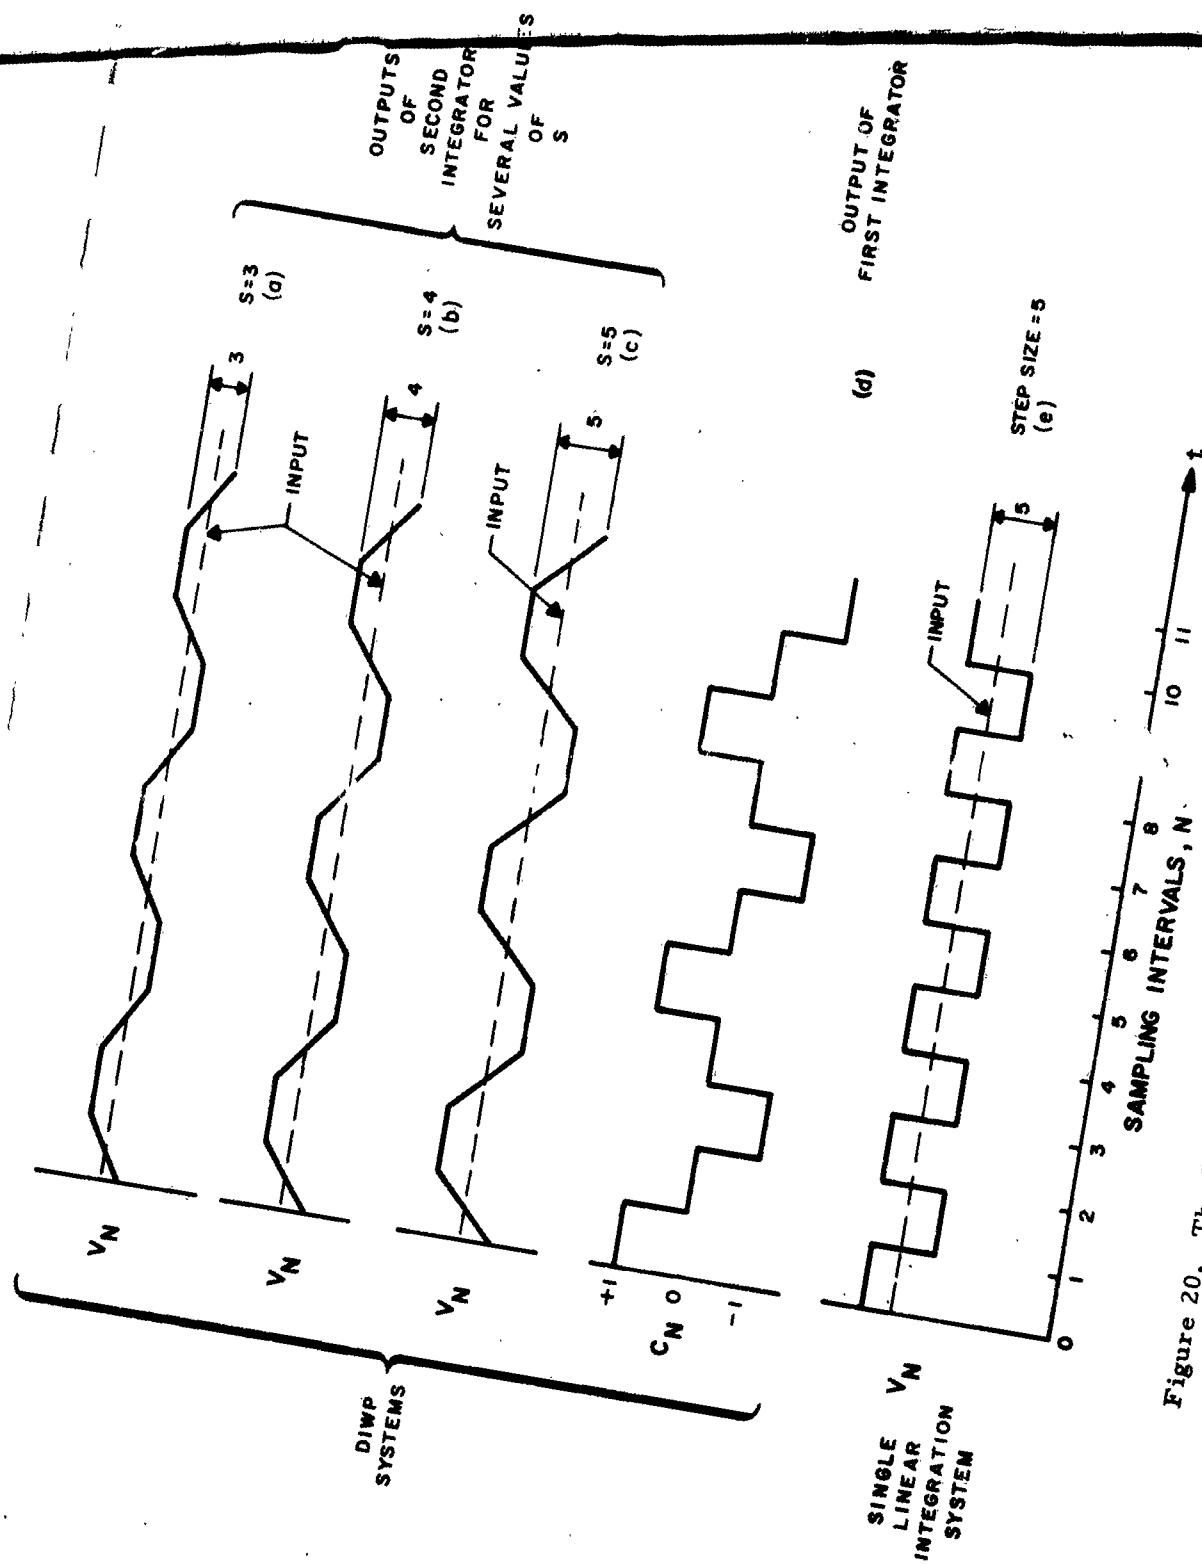 DIWP
SYSTEMS
V_N
INPUT
3
S=3
(a)
V_N
4
S=4
(b)
V_N
INPUT
5
S=5
(c)
OUTPUTS
OF
SECOND
INTEGRATOR
FOR
SEVERAL VALUES
OF
S
+1
C_N 0
-1
(d)
OUTPUT OF
FIRST INTEGRATOR
SINGLE
LINEAR
INTEGRATION
SYSTEM
V_N
INPUT
5
STEP SIZE=5
(e)
0 1 2 3 4 5 6 7 8 10 11 t
SAMPLING INTERVALS, N
Figure 20.